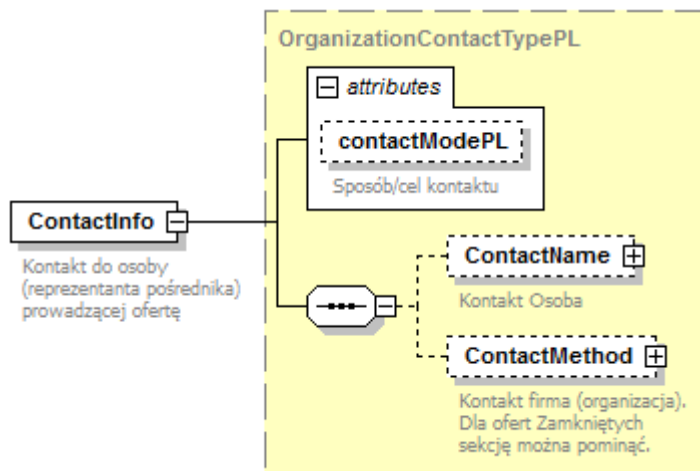 OrganizationContactTypePL
attributes
contactModePL
Sposób/cel kontaktu
ContactInfo
Kontakt do osoby
(reprezentanta pośrednika)
prowadzącej ofertę
ContactName
Kontakt Osoba
ContactMethod
Kontakt firma (organizacja).
Dla ofert Zamkniętych
sekcję można pominąć.